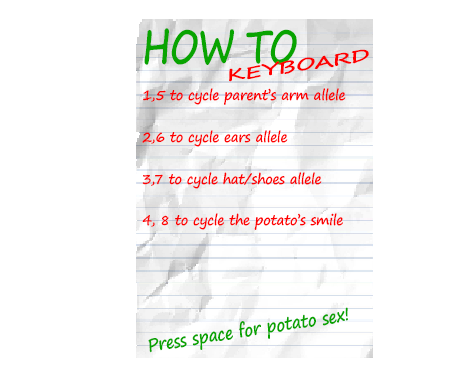 HOW TO
KEYBOARD
1,5 to cycle parent's arm allele
2,6 to cycle ears allele
3,7 to cycle hat/shoes allele
4, 8 to cycle the potato's smile
Press space for potato sex!